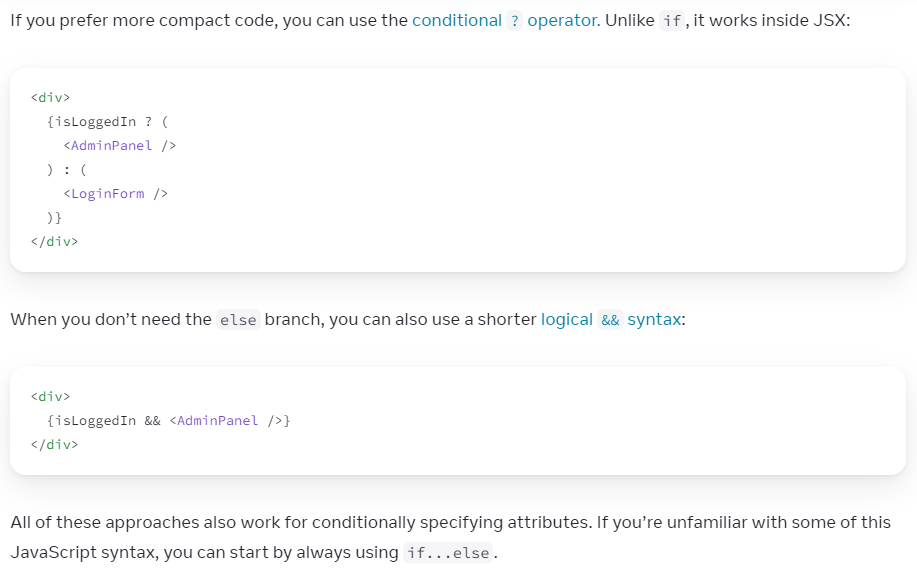 If you prefer more compact code, you can use the conditional ? operator. Unlike if, it works inside JSX:
<div>
  {isLoggedIn ? (
    <AdminPanel />
  ) : (
    <LoginForm />
  )}
</div>
When you don’t need the else branch, you can also use a shorter logical && syntax:
<div>
  {isLoggedIn && <AdminPanel />}
</div>
All of these approaches also work for conditionally specifying attributes. If you’re unfamiliar with some of this
JavaScript syntax, you can start by always using if...else.